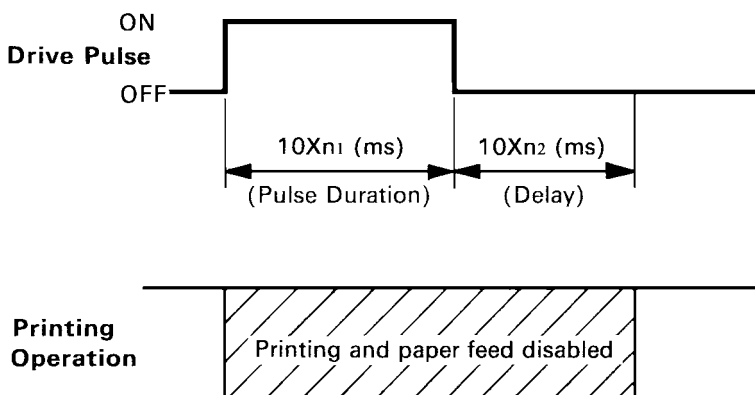 ON
Drive Pulse
OFF
10Xn1 (ms)
10Xn2 (ms)
(Pulse Duration)
(Delay)
Printing
Operation
Printing and paper feed disabled